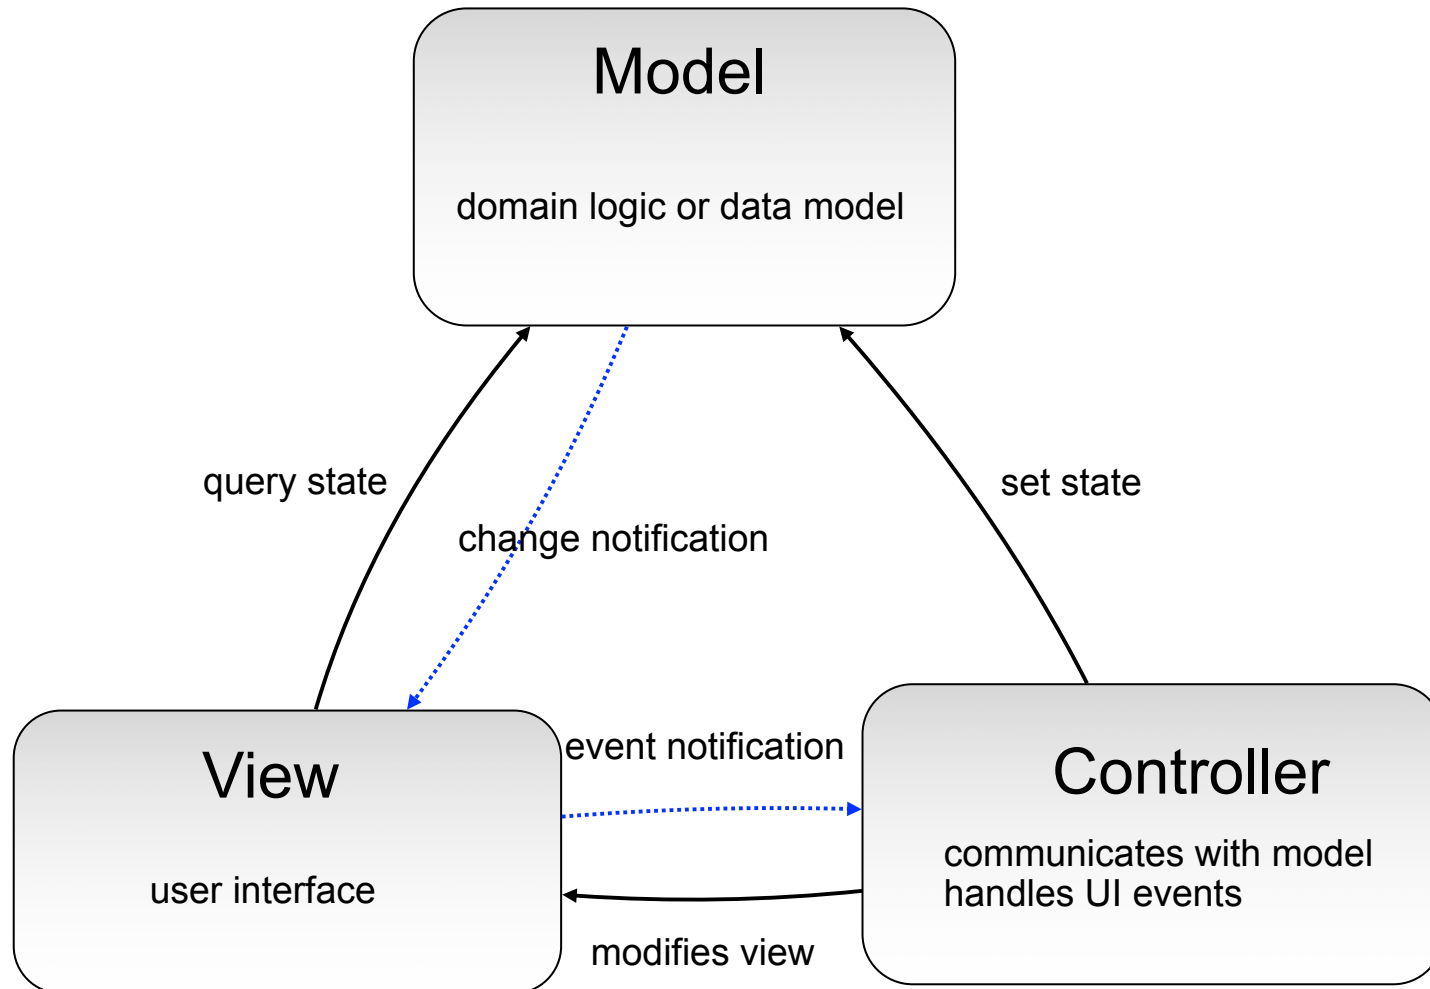 Model
domain logic or data model
query state
set state
change notification
event notification
View
Controller
communicates with model
handles UI events
user interface
modifies view